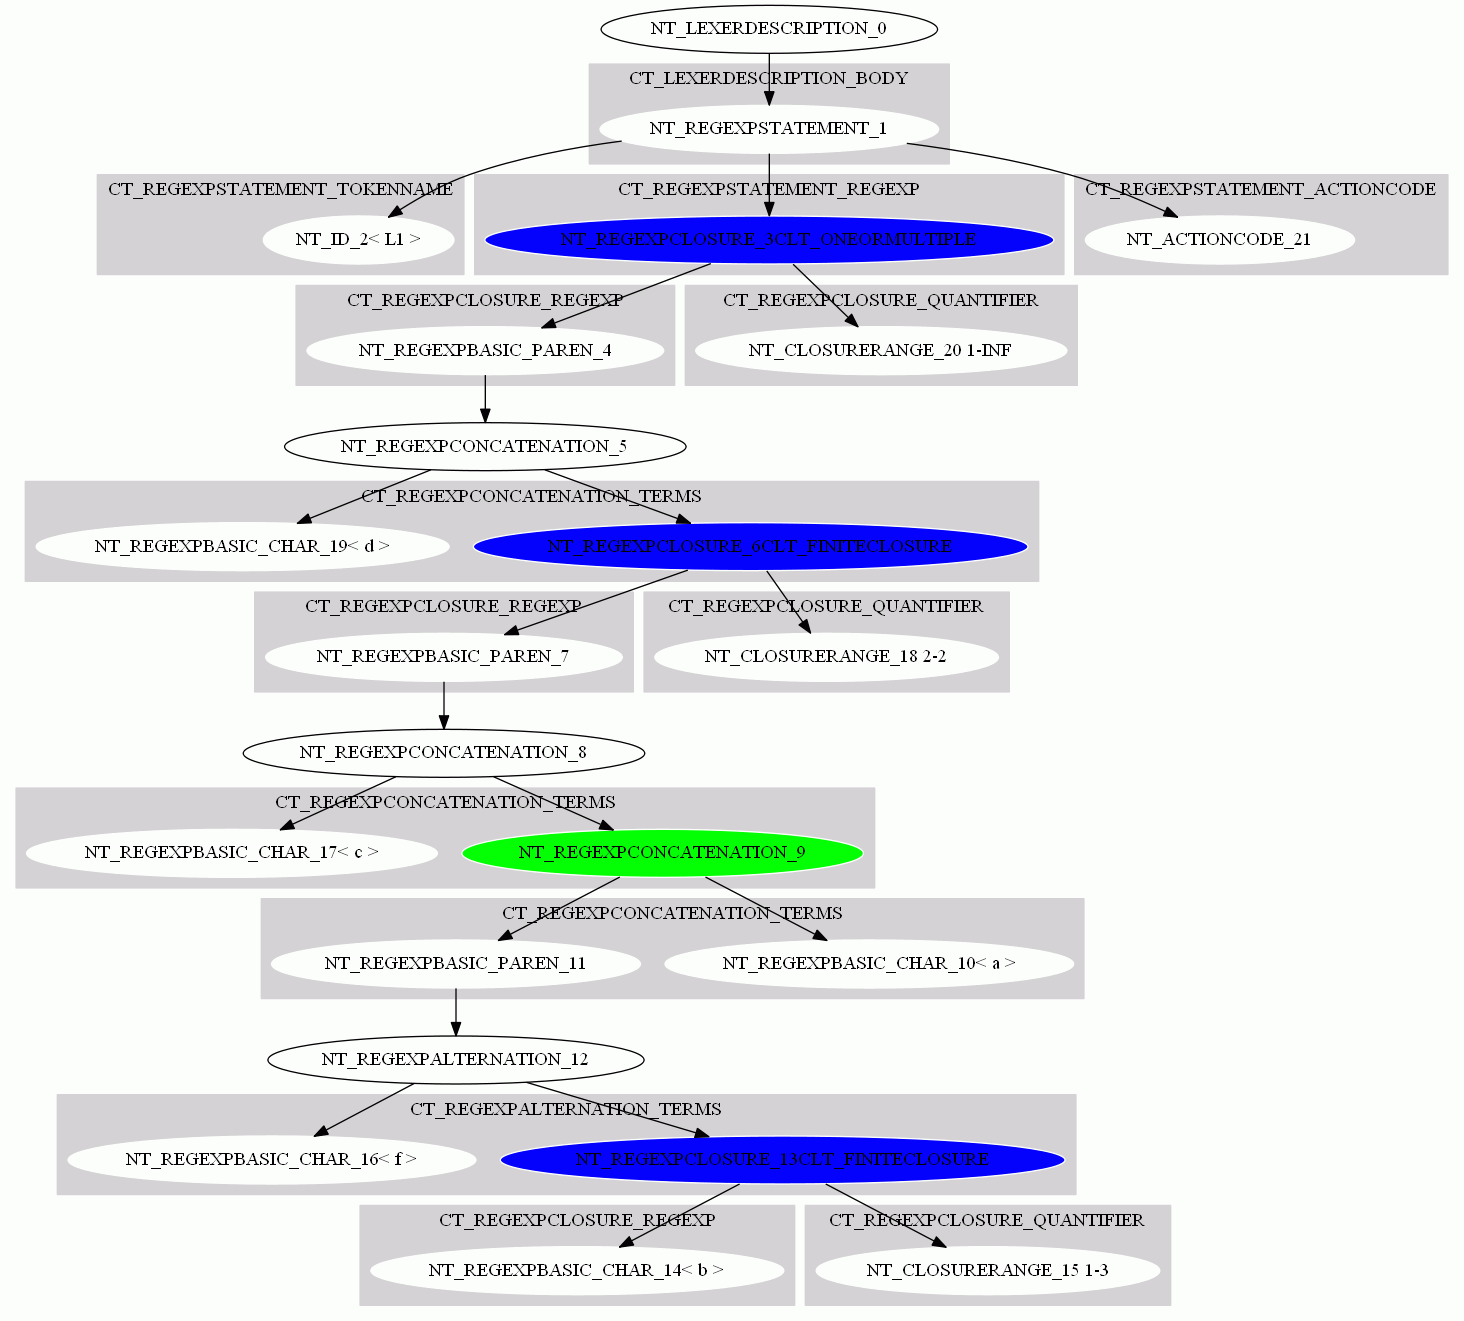 NT_LEXERDESCRIPTION_0
CT_LEXERDESCRIPTION_BODY
NT_REGEXPSTATEMENT_1
CT_REGEXPSTATEMENT_TOKENNAME
CT_REGEXPSTATEMENT_REGEXP
CT_REGEXPSTATEMENT_ACTIONCODE
NT_ID_2< L1 >
NT_REGEXPCLOSURE_3CLT_ONEORMULTIPLE
NT_ACTIONCODE_21
CT_REGEXPCLOSURE_REGEXP
CT_REGEXPCLOSURE_QUANTIFIER
NT_REGEXPBASIC_PAREN_4
NT_CLOSURERANGE_20 1-INF
NT_REGEXPCONCATENATION_5
CT_REGEXPCONCATENATION_TERMS
NT_REGEXPBASIC_CHAR_19< d >
NT_REGEXPCLOSURE_6CLT_FINITECLOSURE
CT_REGEXPCLOSURE_REGEXP
CT_REGEXPCLOSURE_QUANTIFIER
NT_REGEXPBASIC_PAREN_7
NT_CLOSURERANGE_18 2-2
NT_REGEXPCONCATENATION_8
CT_REGEXPCONCATENATION_TERMS
NT_REGEXPBASIC_CHAR_17< c >
NT_REGEXPCONCATENATION_9
CT_REGEXPCONCATENATION_TERMS
NT_REGEXPBASIC_PAREN_11
NT_REGEXPBASIC_CHAR_10< a >
NT_REGEXPALTERNATION_12
CT_REGEXPALTERNATION_TERMS
NT_REGEXPBASIC_CHAR_16< f >
NT_REGEXPCLOSURE_13CLT_FINITECLOSURE
CT_REGEXPCLOSURE_REGEXP
CT_REGEXPCLOSURE_QUANTIFIER
NT_REGEXPBASIC_CHAR_14< b >
NT_CLOSURERANGE_15 1-3